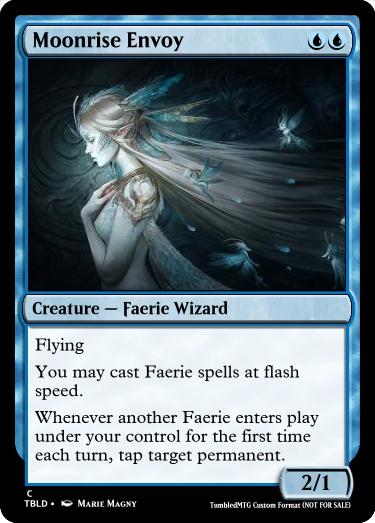 Moonrise Envoy
Creature — Faerie Wizard
Flying
You may cast Faerie spells at flash
speed.
Whenever another Faerie enters play
under your control for the first time
each turn, tap target permanent.
2/1
C
TBLD • Marie Magny
TumbledMTG Custom Format (NOT FOR SALE)